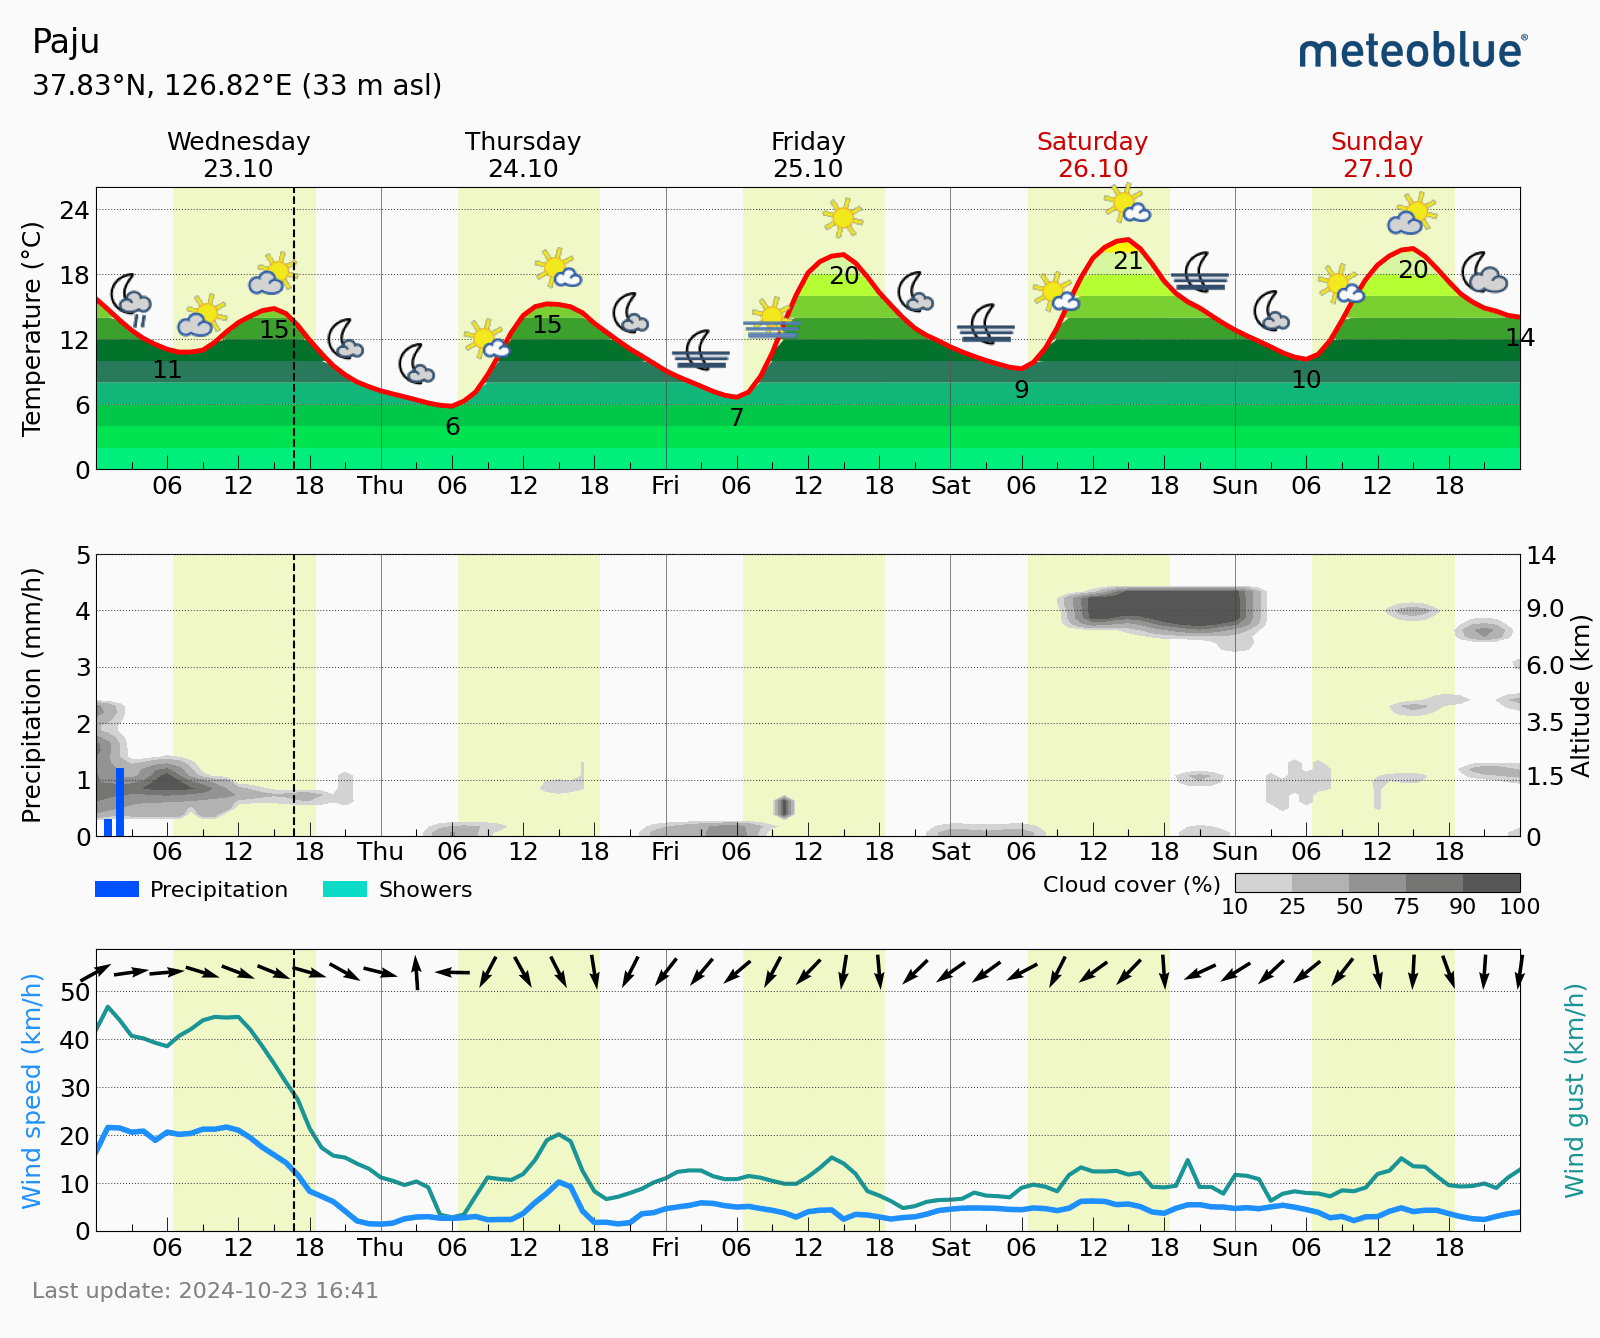 Paju
meteoblue®
37.83°N, 126.82°E (33 m asl)
Wednesday Thursday Friday Saturday Sunday
23.10 24.10 25.10 26.10 27.10
Temperature (°C)
24
18
12
6
0
11 15 6 15 7 20 9 21 10 20 14
06 12 18 Thu 06 12 18 Fri 06 12 18 Sat 06 12 18 Sun 06 12 18
Precipitation (mm/h)
5
4
3
2
1
0
14
9.0
6.0
3.5
1.5
0
Altitude (km)
06 12 18 Thu 06 12 18 Fri 06 12 18 Sat 06 12 18 Sun 06 12 18
Precipitation Showers
Cloud cover (%)
10 25 50 75 90 100
Wind speed (km/h)
50
40
30
20
10
0
Wind gust (km/h)
06 12 18 Thu 06 12 18 Fri 06 12 18 Sat 06 12 18 Sun 06 12 18
Last update: 2024-10-23 16:41